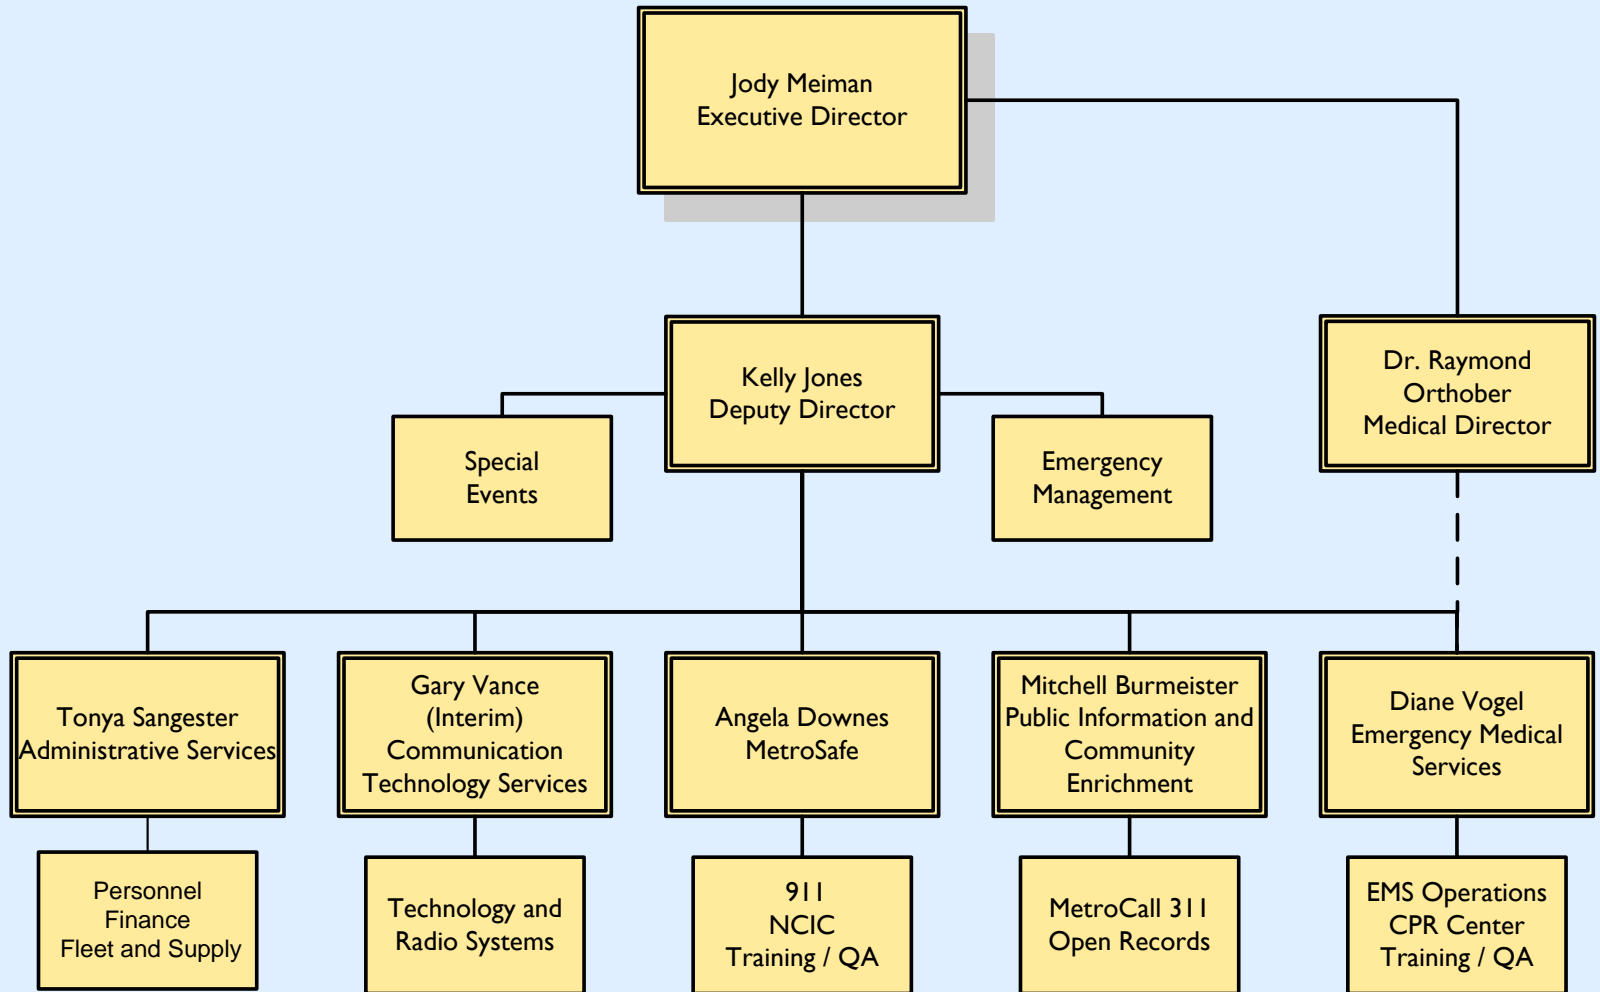 Jody Meiman
Executive Director
Kelly Jones
Deputy Director
Dr. Raymond
Orthober
Medical Director
Special
Events
Emergency
Management
Tonya Sangester
Administrative Services
Gary Vance
(Interim)
Communication
Technology Services
Angela Downes
MetroSafe
Mitchell Burmeister
Public Information and
Community
Enrichment
Diane Vogel
Emergency Medical
Services
Personnel
Finance
Fleet and Supply
Technology and
Radio Systems
911
NCIC
Training / QA
MetroCall 311
Open Records
EMS Operations
CPR Center
Training / QA